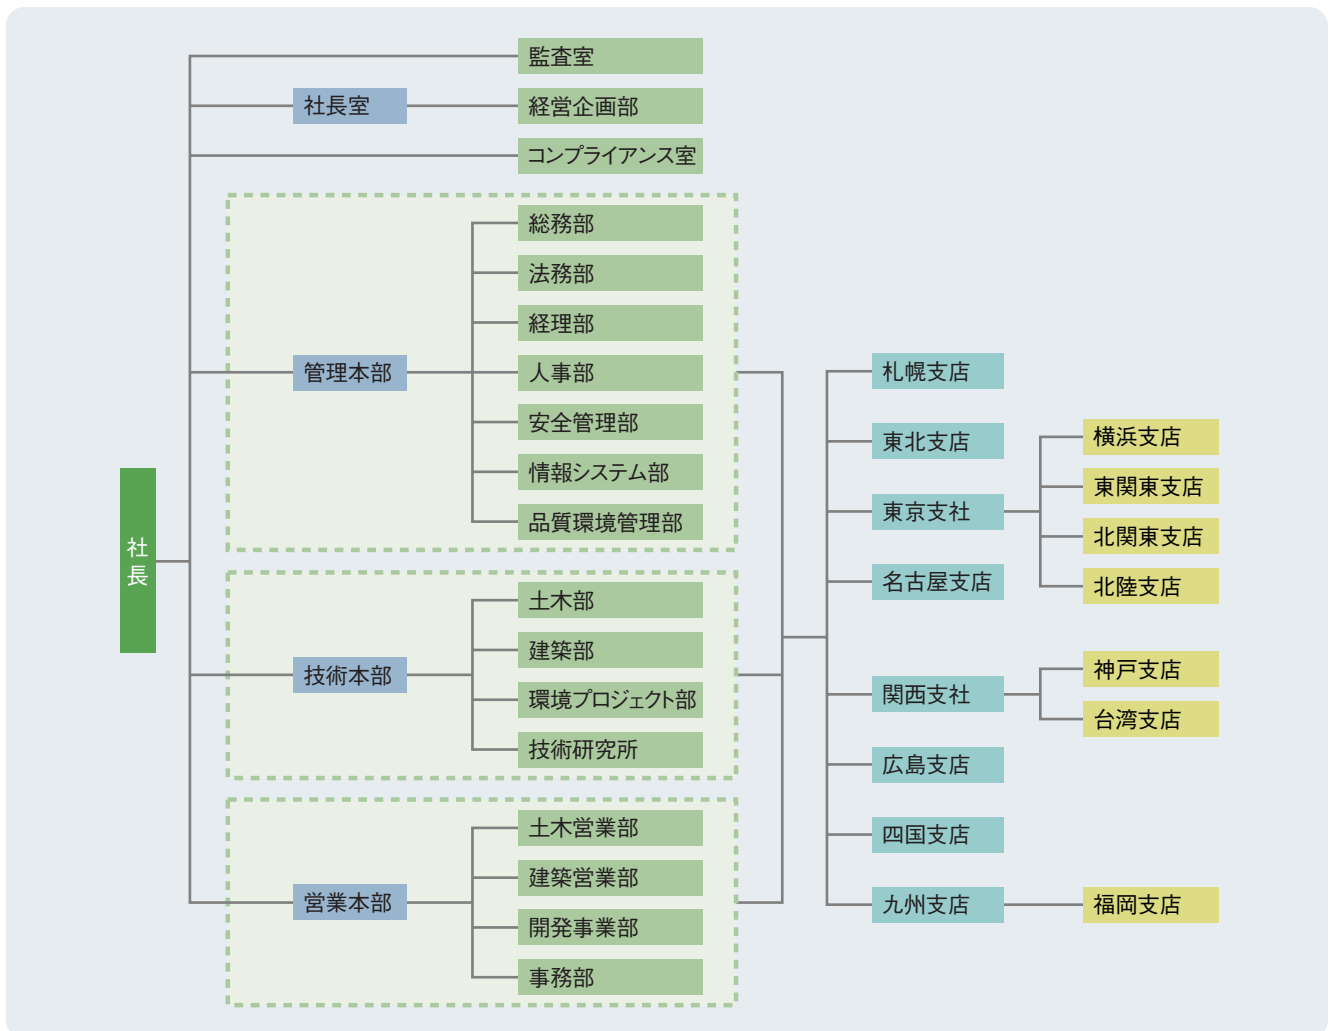 社長
監査室
社長室
経営企画部
コンプライアンス室
管理本部
総務部
法務部
経理部
人事部
安全管理部
情報システム部
品質環境管理部
技術本部
土木部
建築部
環境プロジェクト部
技術研究所
営業本部
土木営業部
建築営業部
開発事業部
事務部
札幌支店
東北支店
東京支社
横浜支店
東関東支店
北関東支店
北陸支店
名古屋支店
関西支社
神戸支店
台湾支店
広島支店
四国支店
九州支店
福岡支店